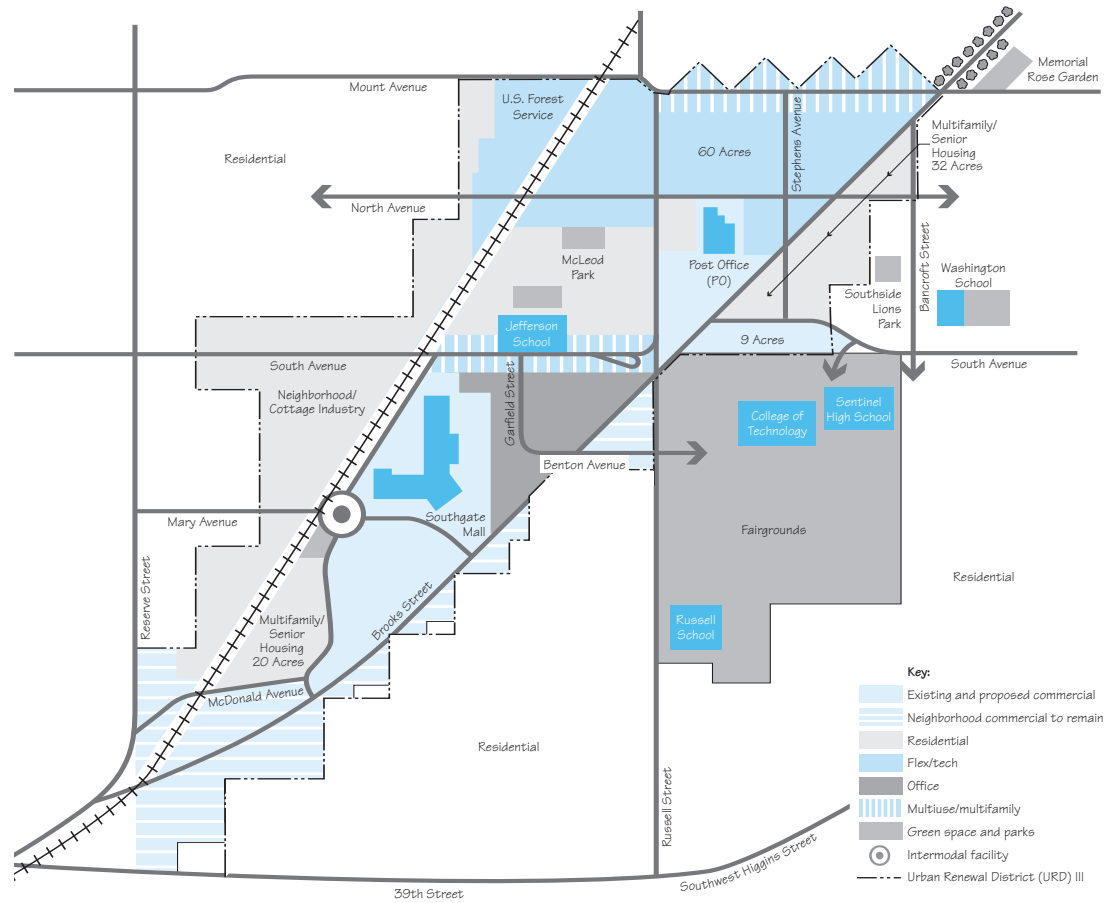 Memorial
Rose Garden
Mount Avenue
U.S. Forest
Service
Stephens Avenue
Multifamily/
Senior
Housing
32 Acres
60 Acres
Residential
North Avenue
McLeod
Park
Post Office
(PO)
Bancroft Street
Washington
School
Southside
Lions
Park
Jefferson
School
9 Acres
South Avenue
South Avenue
Neighborhood/
Cottage Industry
Garfield Street
College of
Technology
Sentinel
High School
Benton Avenue
Southgate
Mall
Mary Avenue
Fairgrounds
Reserve Street
Residential
Brooks Street
Multifamily/
Senior
Housing
20 Acres
Russell
School
McDonald Avenue
Residential
Russell Street
Southwest Higgins Street
39th Street
Key:
Existing and proposed commercial
Neighborhood commercial to remain
Residential
Flex/tech
Office
Multiuse/multifamily
Green space and parks
Intermodal facility
Urban Renewal District (URD) III